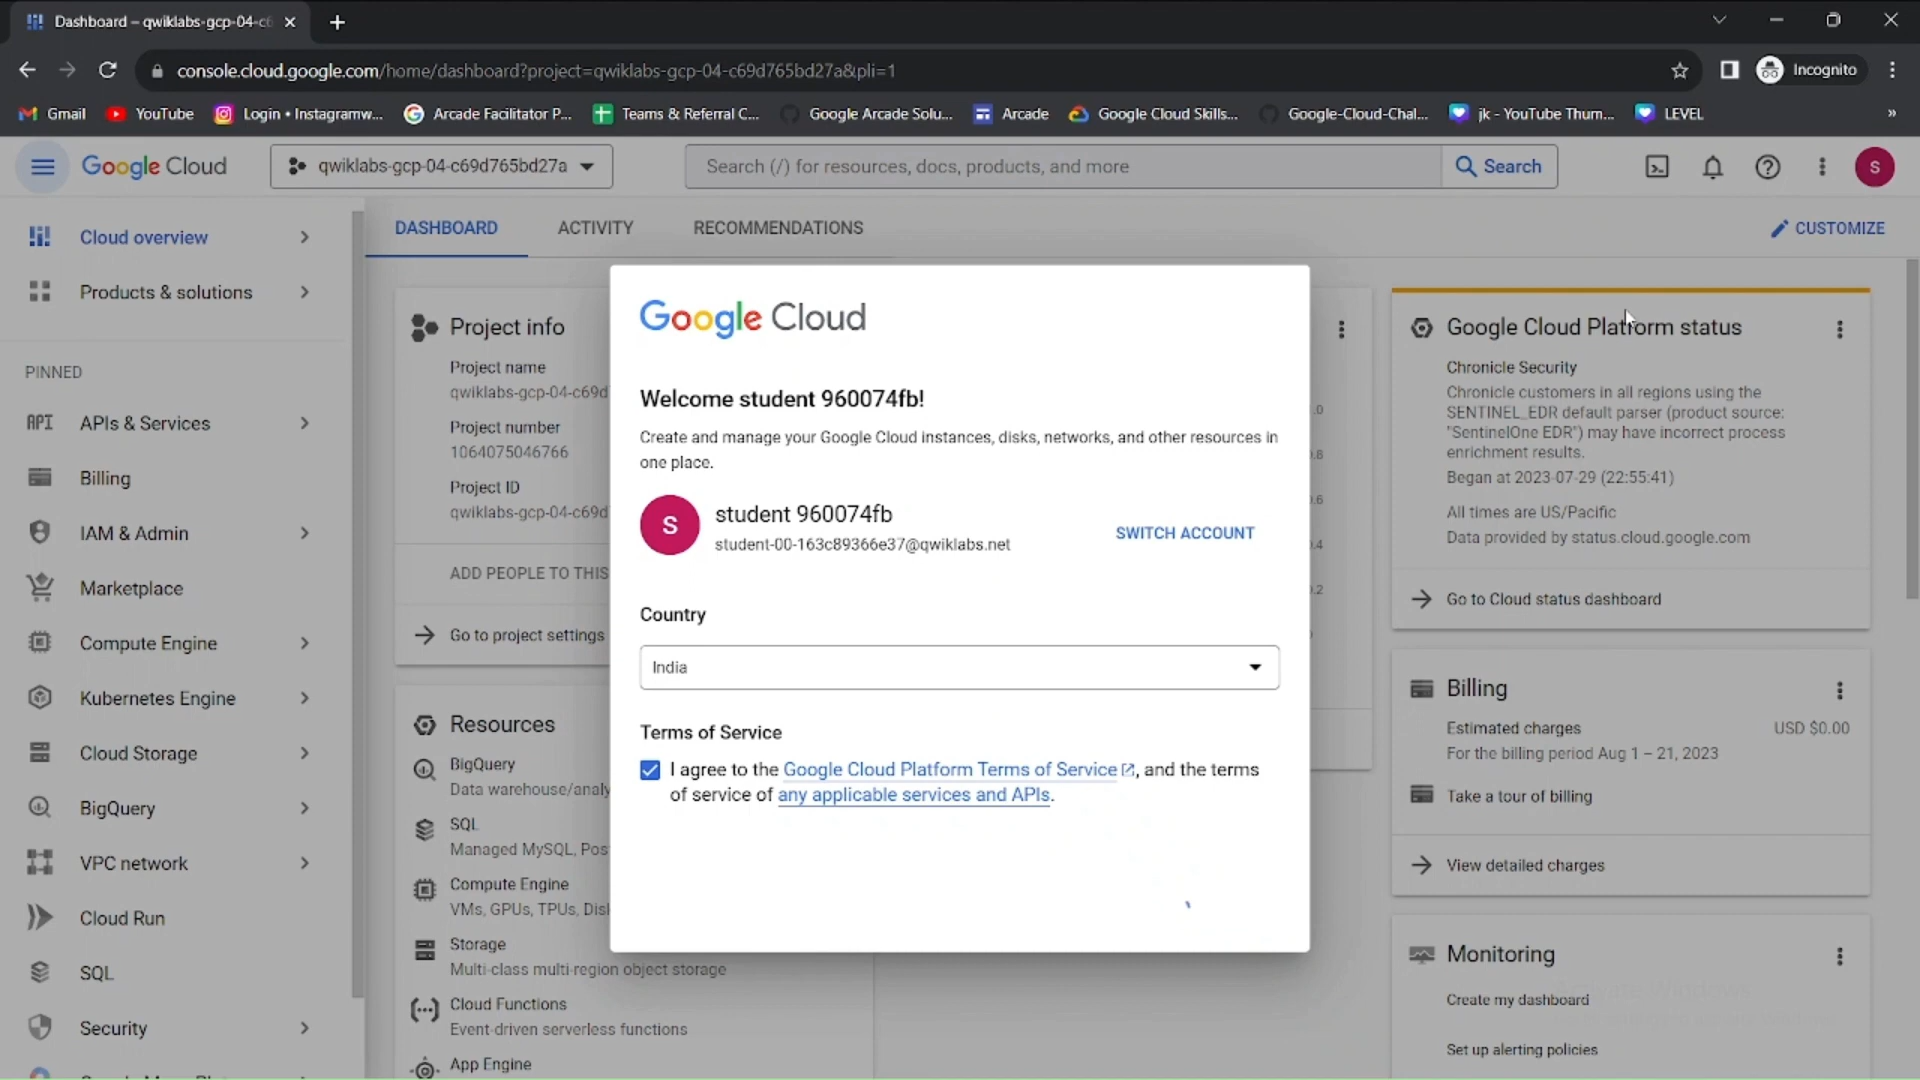 Dashboard – qwiklabs-gcp-04-c6
console.cloud.google.com/home/dashboard?project=qwiklabs-gcp-04-c69d765bd27a&pli=1
Incognito
Gmail
YouTube
Login • Instagramw...
Arcade Facilitator P...
Teams & Referral C...
Google Arcade Solu...
Arcade
Google Cloud Skills...
Google-Cloud-Chal...
jk - YouTube Thum...
LEVEL
»
Google Cloud
qwiklabs-gcp-04-c69d765bd27a
Search (/) for resources, docs, products, and more
Search
S
Cloud overview
Products & solutions
PINNED
API APIs & Services
Billing
IAM & Admin
Marketplace
Compute Engine
Kubernetes Engine
Cloud Storage
BigQuery
VPC network
Cloud Run
SQL
Security
DASHBOARD
ACTIVITY
RECOMMENDATIONS
CUSTOMIZE
Project info
Project name
qwiklabs-gcp-04-c69d
Project number
1064075046766
Project ID
qwiklabs-gcp-04-c69d
ADD PEOPLE TO THIS
Go to project settings
Resources
BigQuery
Data warehouse/analy
SQL
Managed MySQL, Pos
Compute Engine
VMs, GPUs, TPUs, Disk
Storage
Multi-class multi-region object storage
Cloud Functions
Event-driven serverless functions
App Engine
Google Cloud
Welcome student 960074fb!
Create and manage your Google Cloud instances, disks, networks, and other resources in
one place.
S
student 960074fb
student-00-163c89366e37@qwiklabs.net
SWITCH ACCOUNT
Country
India
Terms of Service
I agree to the Google Cloud Platform Terms of Service, and the terms
of service of any applicable services and APIs.
.0
.8
.6
.4
.2
Google Cloud Platform status
Chronicle Security
Chronicle customers in all regions using the
SENTINEL_EDR default parser (product source:
"SentinelOne EDR") may have incorrect process
enrichment results.
Began at 2023-07-29 (22:55:41)
All times are US/Pacific
Data provided by status.cloud.google.com
Go to Cloud status dashboard
Billing
Estimated charges
USD $0.00
For the billing period Aug 1 – 21, 2023
Take a tour of billing
View detailed charges
Monitoring
Create my dashboard
Set up alerting policies